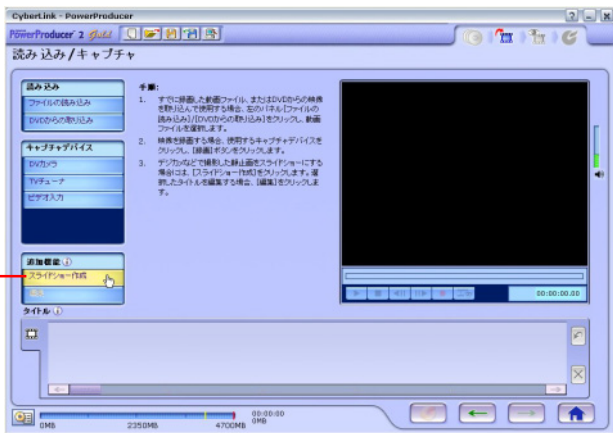 CyberLink - PowerProducer
PowerProducer 2 Gold
読み込み/キャプチャ
読み込み
ファイルの読み込み
DVDからの取り込み
キャプチャデバイス
DVカメラ
TVチューナ
ビデオ入力
追加機能
スライドショー作成
手順:
1. すでに録画した動画ファイル、またはDVDからの映像
を取り込んで使用する場合、左のパネル[ファイルの
読み込み]/[DVDからの取り込み]をクリックし、動画
ファイルを選択します。
2. 映像を録画する場合、使用するキャプチャデバイスを
クリックし、[録画]ボタンをクリックします。
3. デジカメなどで撮影した静止画をスライドショーにする
場合には、[スライドショー作成]をクリックします。選
択したタイトルを編集する場合、[編集]をクリックしま
す。
00:00:00.00
タイトル
0MB
2350MB
4700MB
00:00:00
0MB